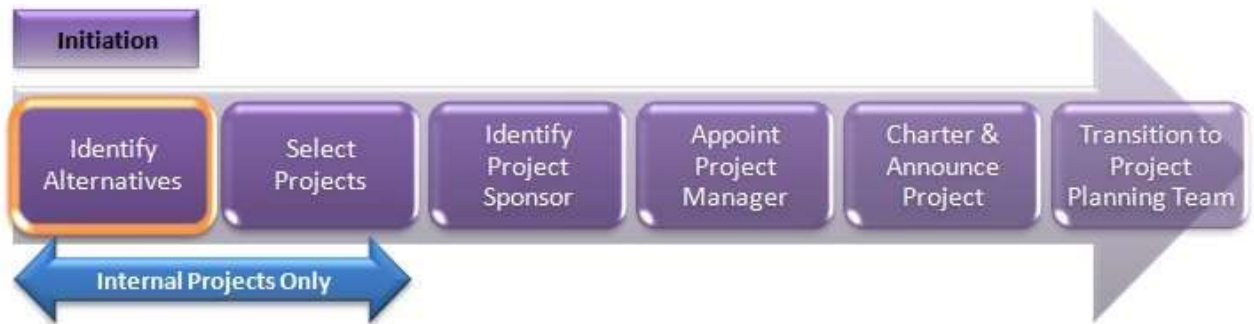 Initiation
Identify
Alternatives
Select
Projects
Identify
Project
Sponsor
Appoint
Project
Manager
Charter &
Announce
Project
Transition to
Project
Planning Team
Internal Projects Only